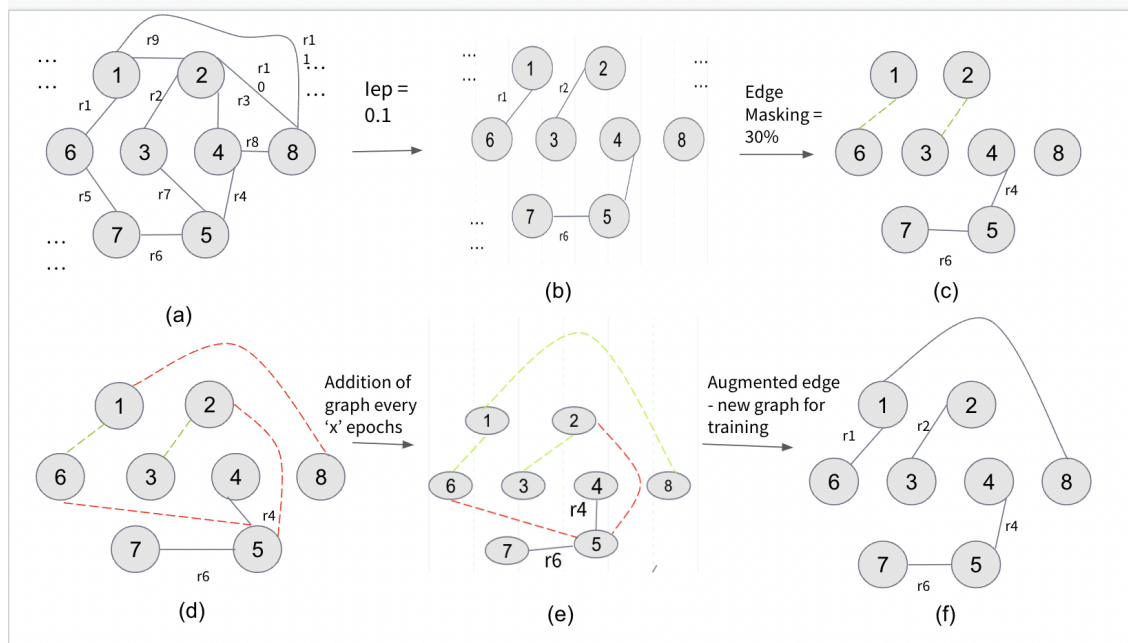 r9
r1
1
... ...
... ...
1
2
r1
0
r1
r2
r3
Iep =
0.1
6
3
4
r8
8
r5
r7
r4
7
5
r6
... ...
(a)
...
...
...
...
1
2
r1
r2
6
3
4
8
7
5
r6
...
...
(b)
Edge
Masking =
30%
1
2
6
3
4
8
r4
7
5
r6
(c)
1
2
6
3
4
8
r4
7
5
r6
(d)
Addition of
graph every
‘x’ epochs
1
2
6
3
4
8
r4
7
5
r6
(e)
Augmented edge
- new graph for
training
1
2
r1
r2
6
3
4
8
r4
7
5
r6
(f)